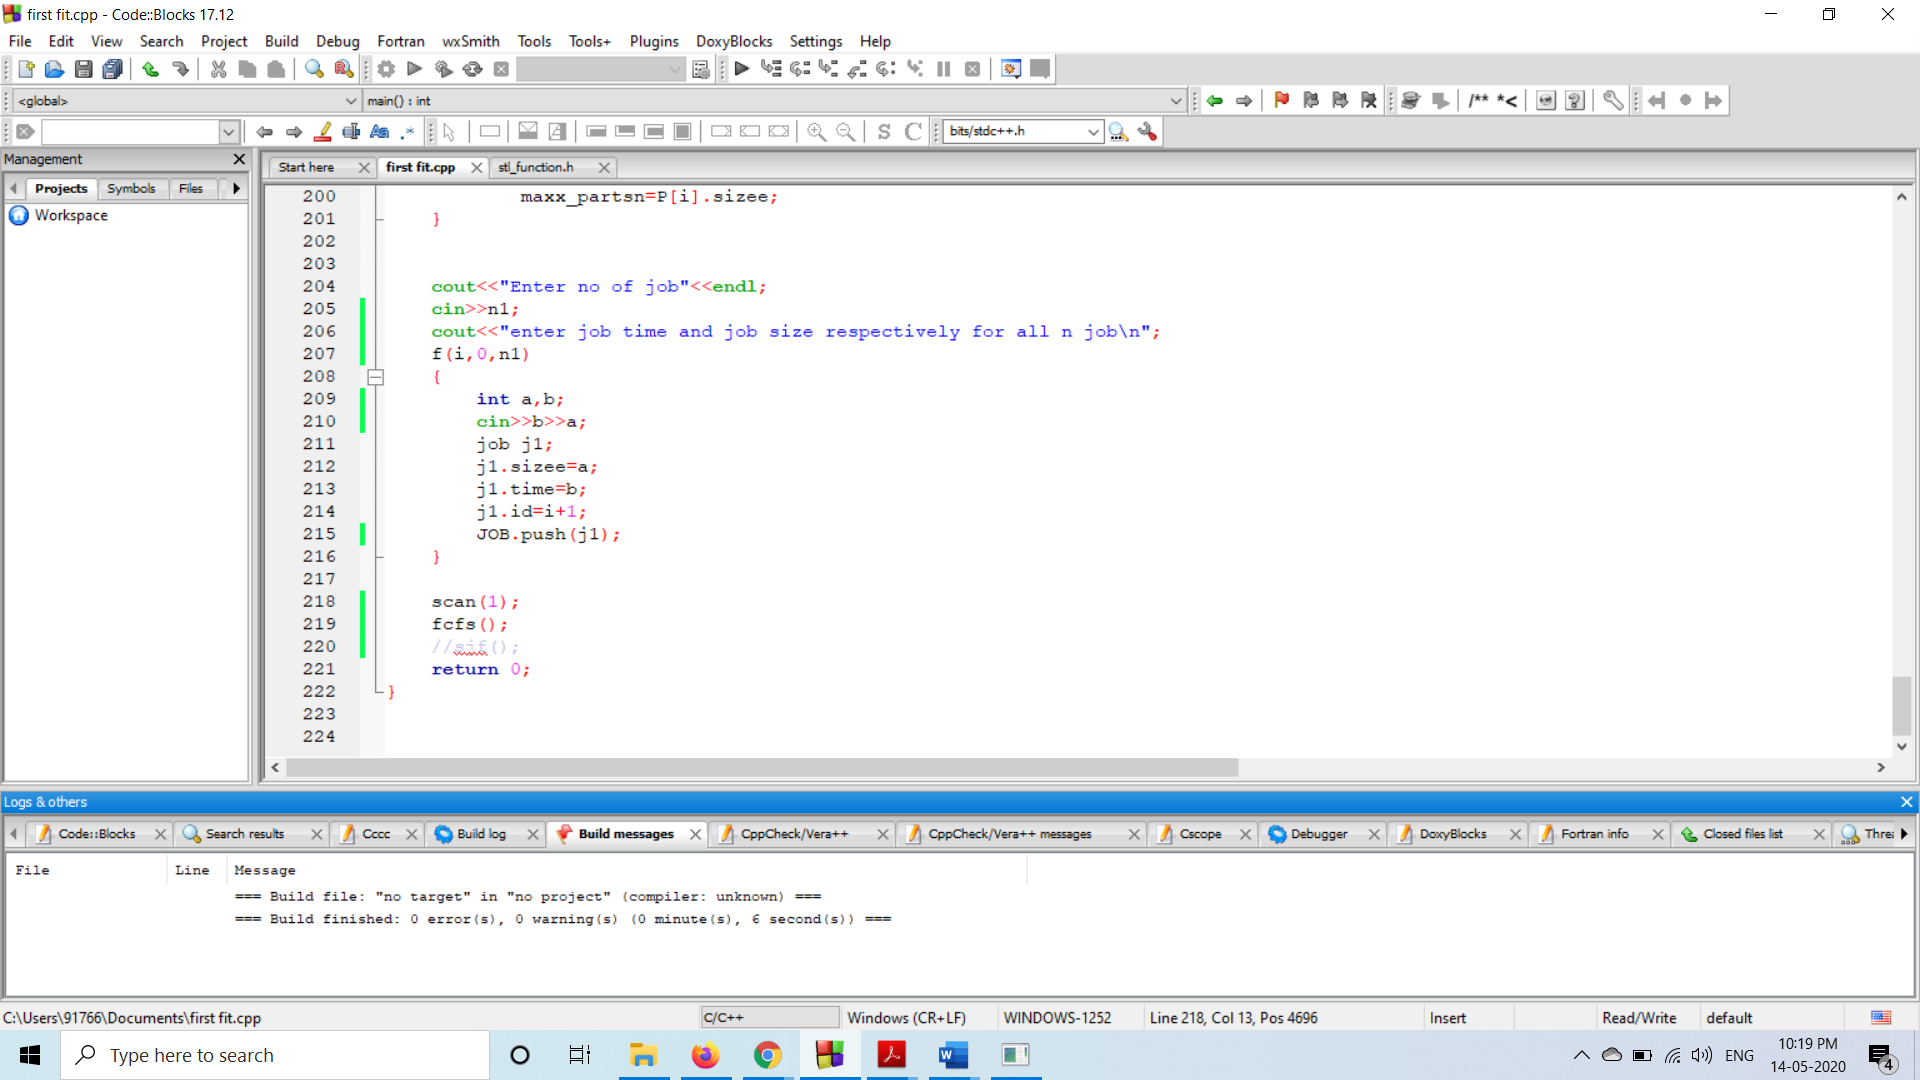 first fit.cpp - Code::Blocks 17.12
File Edit View Search Project Build Debug Fortran wxSmith Tools Tools+ Plugins DoxyBlocks Settings Help
<global> main() : int /** *<
bits/stdc++.h
Management
Start here first fit.cpp stl_function.h
Projects Symbols Files
Workspace
200 maxx_partsn=P[i].sizee;
201 }
202
203
204 cout<<"Enter no of job"<<endl;
205 cin>>n1;
206 cout<<"enter job time and job size respectively for all n job\n";
207 f(i,0,n1)
208 {
209 int a,b;
210 cin>>b>>a;
211 job j1;
212 j1.sizee=a;
213 j1.time=b;
214 j1.id=i+1;
215 JOB.push(j1);
216 }
217
218 scan(1);
219 fcfs();
220 //sjf();
221 return 0;
222 }
223
224
Logs & others
Code::Blocks Search results Cccc Build log Build messages CppCheck/Vera++ CppCheck/Vera++ messages Cscope Debugger DoxyBlocks Fortran info Closed files list Threa
File Line Message
=== Build file: "no target" in "no project" (compiler: unknown) ===
=== Build finished: 0 error(s), 0 warning(s) (0 minute(s), 6 second(s)) ===
C:\Users\91766\Documents\first fit.cpp C/C++ Windows (CR+LF) WINDOWS-1252 Line 218, Col 13, Pos 4696 Insert Read/Write default
Type here to search
ENG
10:19 PM
14-05-2020
4